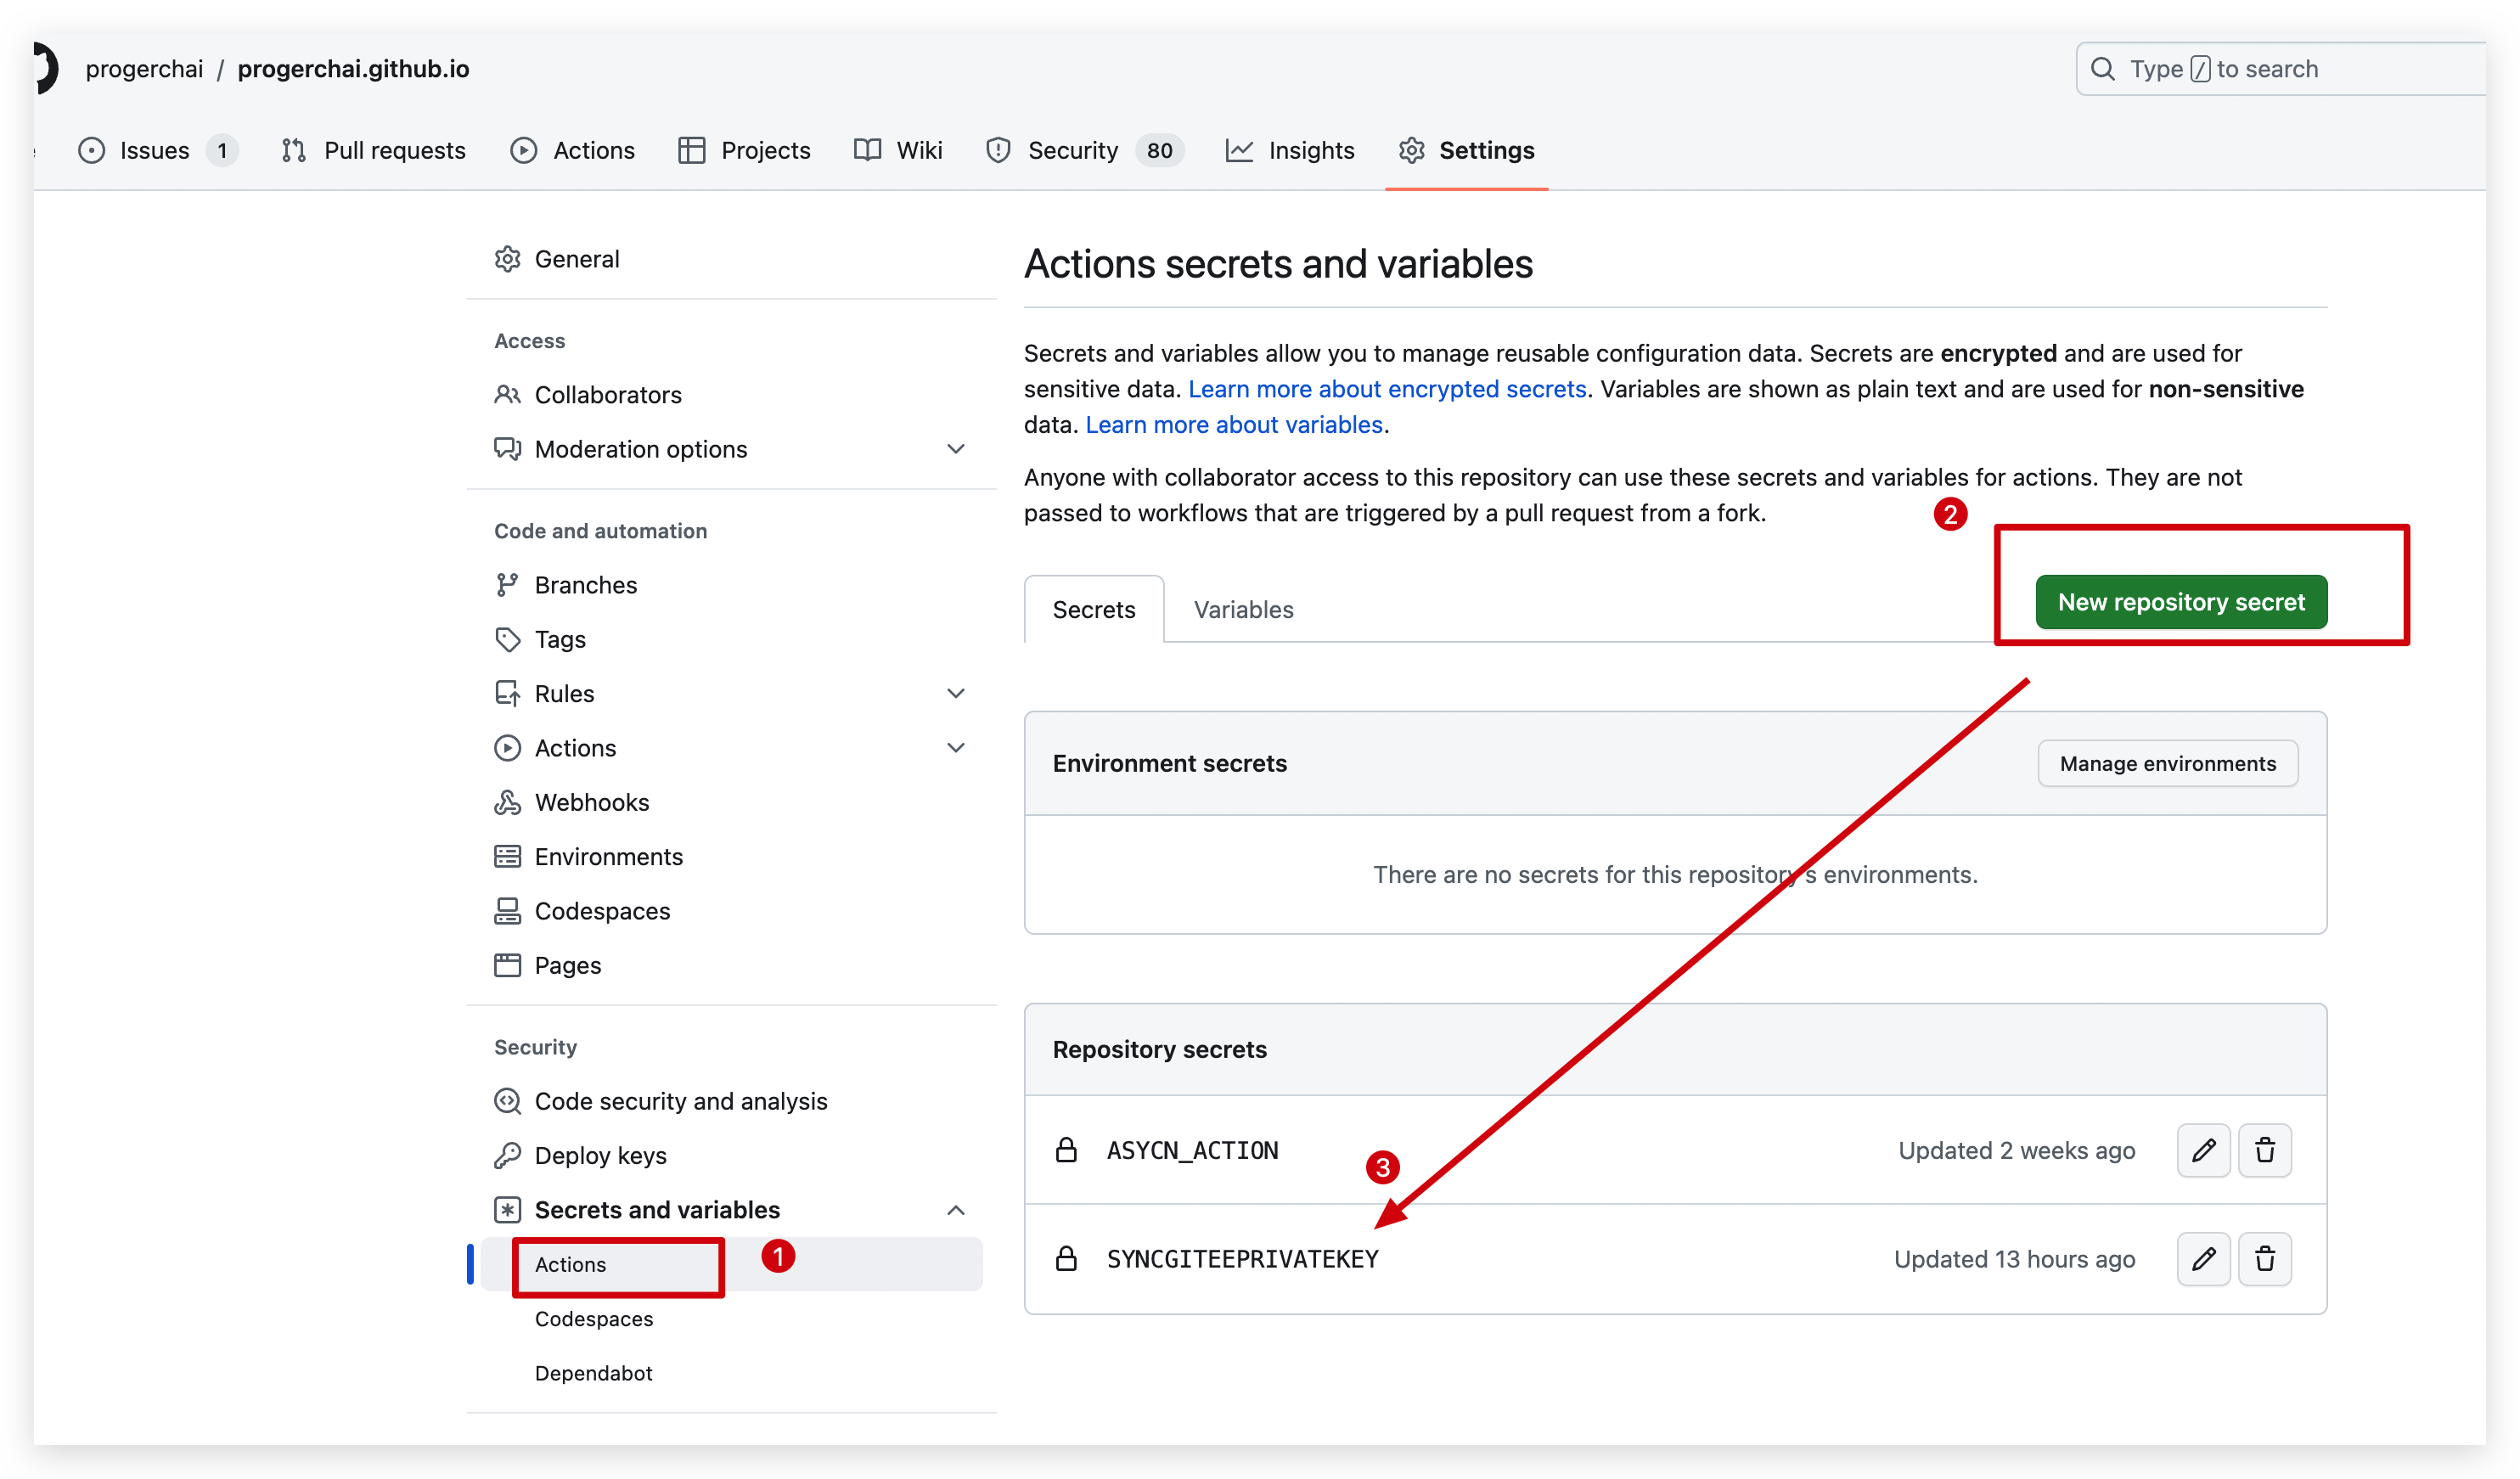 progerchai / progerchai.github.io
Type / to search
Issues 1 Pull requests Actions Projects Wiki Security 80 Insights Settings
General
Access
Collaborators
Moderation options
Code and automation
Branches
Tags
Rules
Actions
Webhooks
Environments
Codespaces
Pages
Security
Code security and analysis
Deploy keys
Secrets and variables
Actions
1
Codespaces
Dependabot
Actions secrets and variables
Secrets and variables allow you to manage reusable configuration data. Secrets are encrypted and are used for
sensitive data. Learn more about encrypted secrets. Variables are shown as plain text and are used for non-sensitive
data. Learn more about variables.
Anyone with collaborator access to this repository can use these secrets and variables for actions. They are not
passed to workflows that are triggered by a pull request from a fork.
2
Secrets Variables New repository secret
Environment secrets Manage environments
There are no secrets for this repository's environments.
Repository secrets
ASYCN_ACTION Updated 2 weeks ago
3
SYNCGITEEPRIVATEKEY Updated 13 hours ago